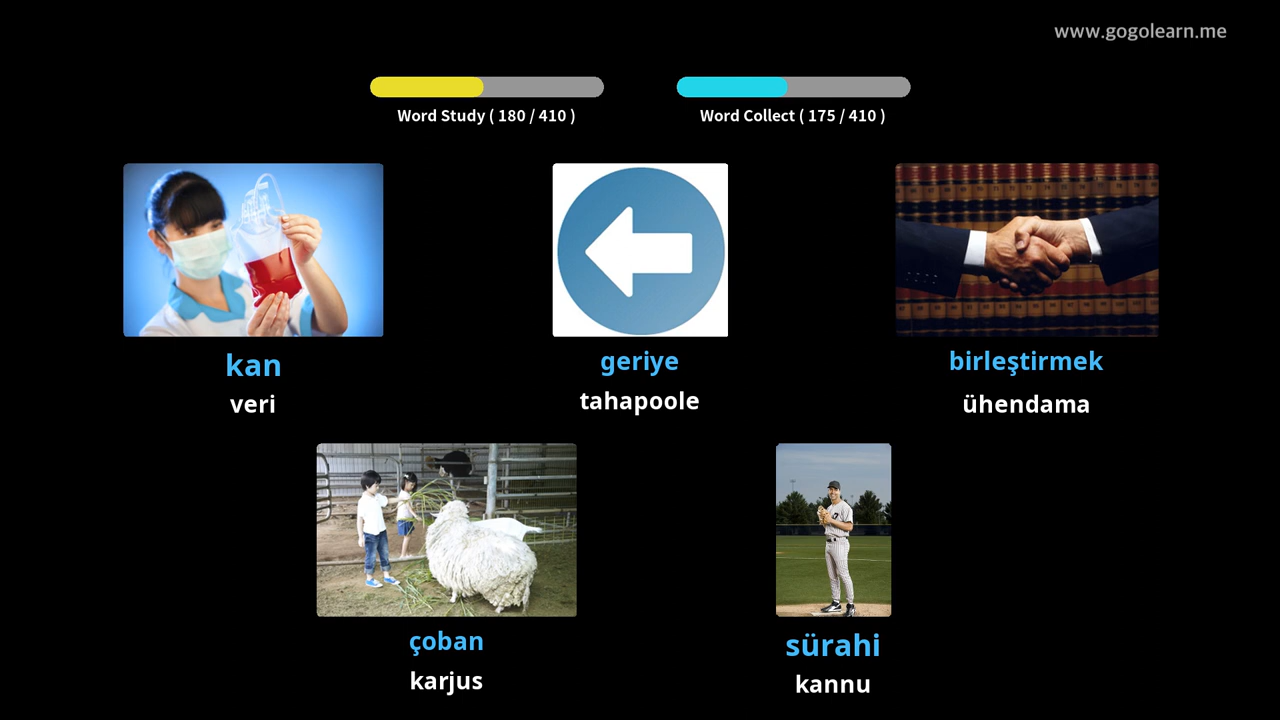 www.gogolearn.me
Word Study ( 180 / 410 )
Word Collect ( 175 / 410 )
kan
veri
geriye
tahapoole
birleştirmek
ühendama
çoban
karjus
sürahi
kannu